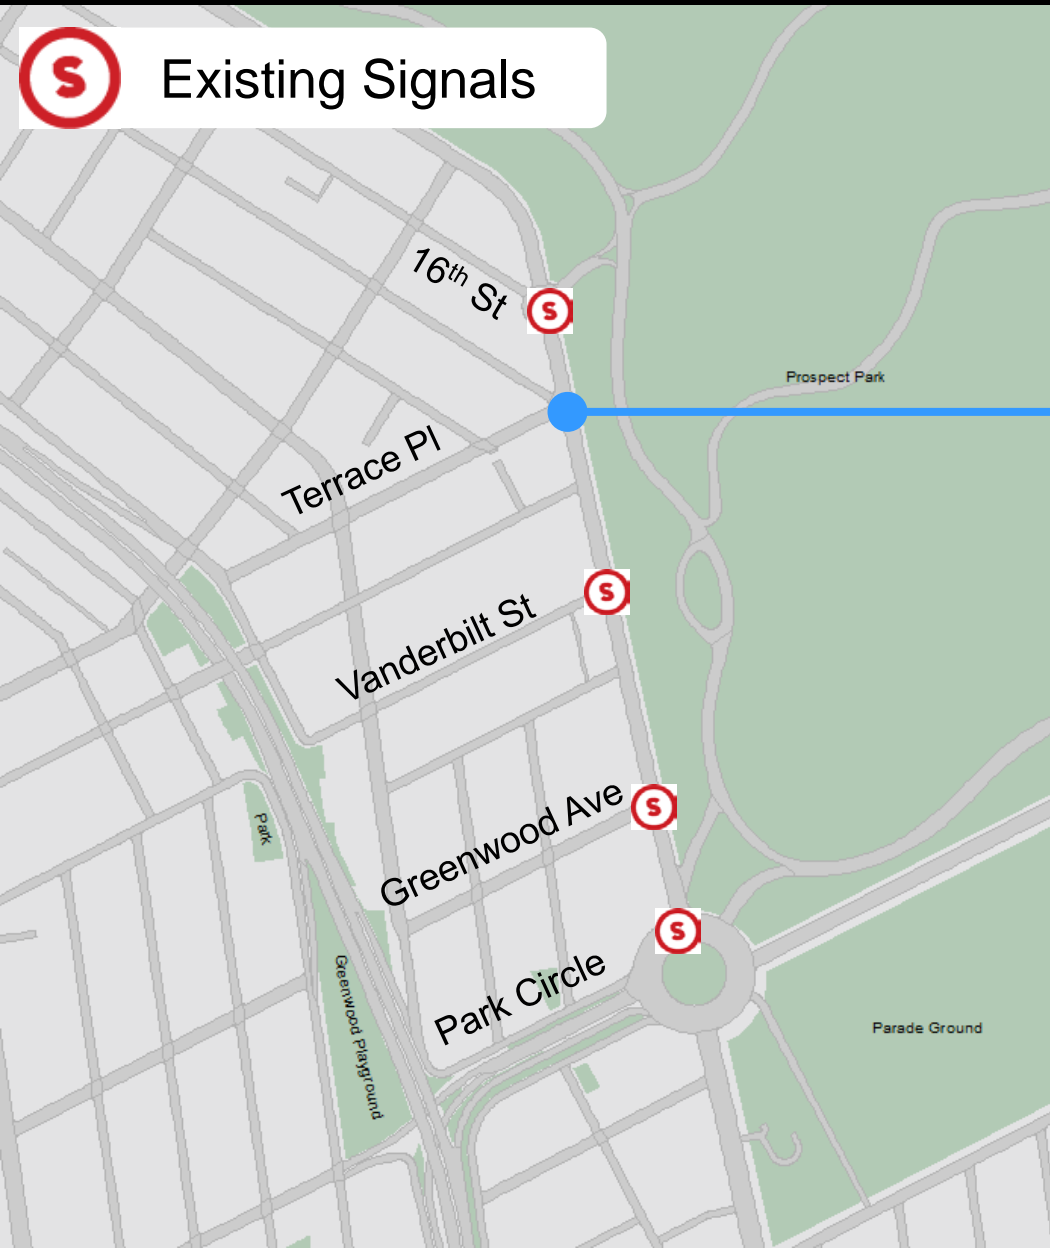 S Existing Signals
16th St
S
Prospect Park
Terrace Pl
S
Vanderbilt St
S
Greenwood Ave
Park
S
Park Circle
Greenwood Playground
Parade Ground